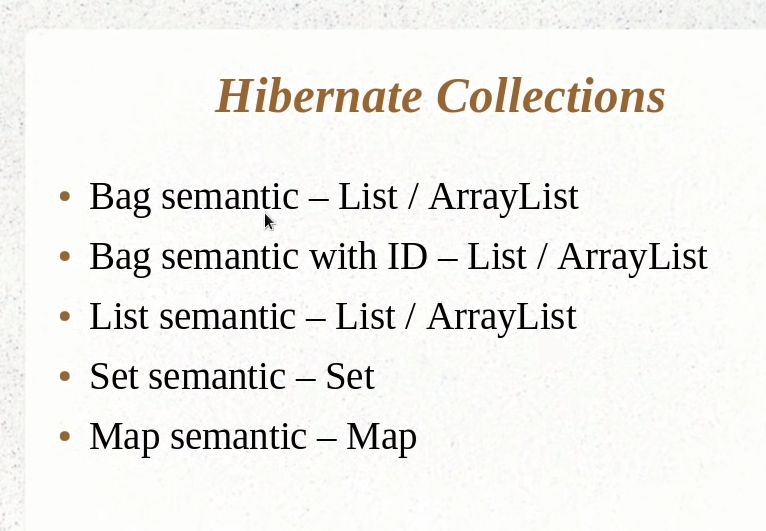 Hibernate Collections
• Bag semantic – List / ArrayList
• Bag semantic with ID – List / ArrayList
• List semantic – List / ArrayList
• Set semantic – Set
• Map semantic – Map